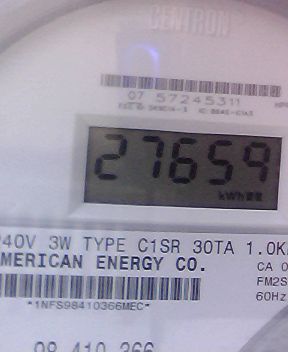 CENTRON
07 57245311
27659
kWh
240V 3W TYPE C1SR 30TA 1.0K
MERICAN ENERGY CO.
CA 0
FM2S
*1NFS98410366MEC*
60Hz
98 410 366